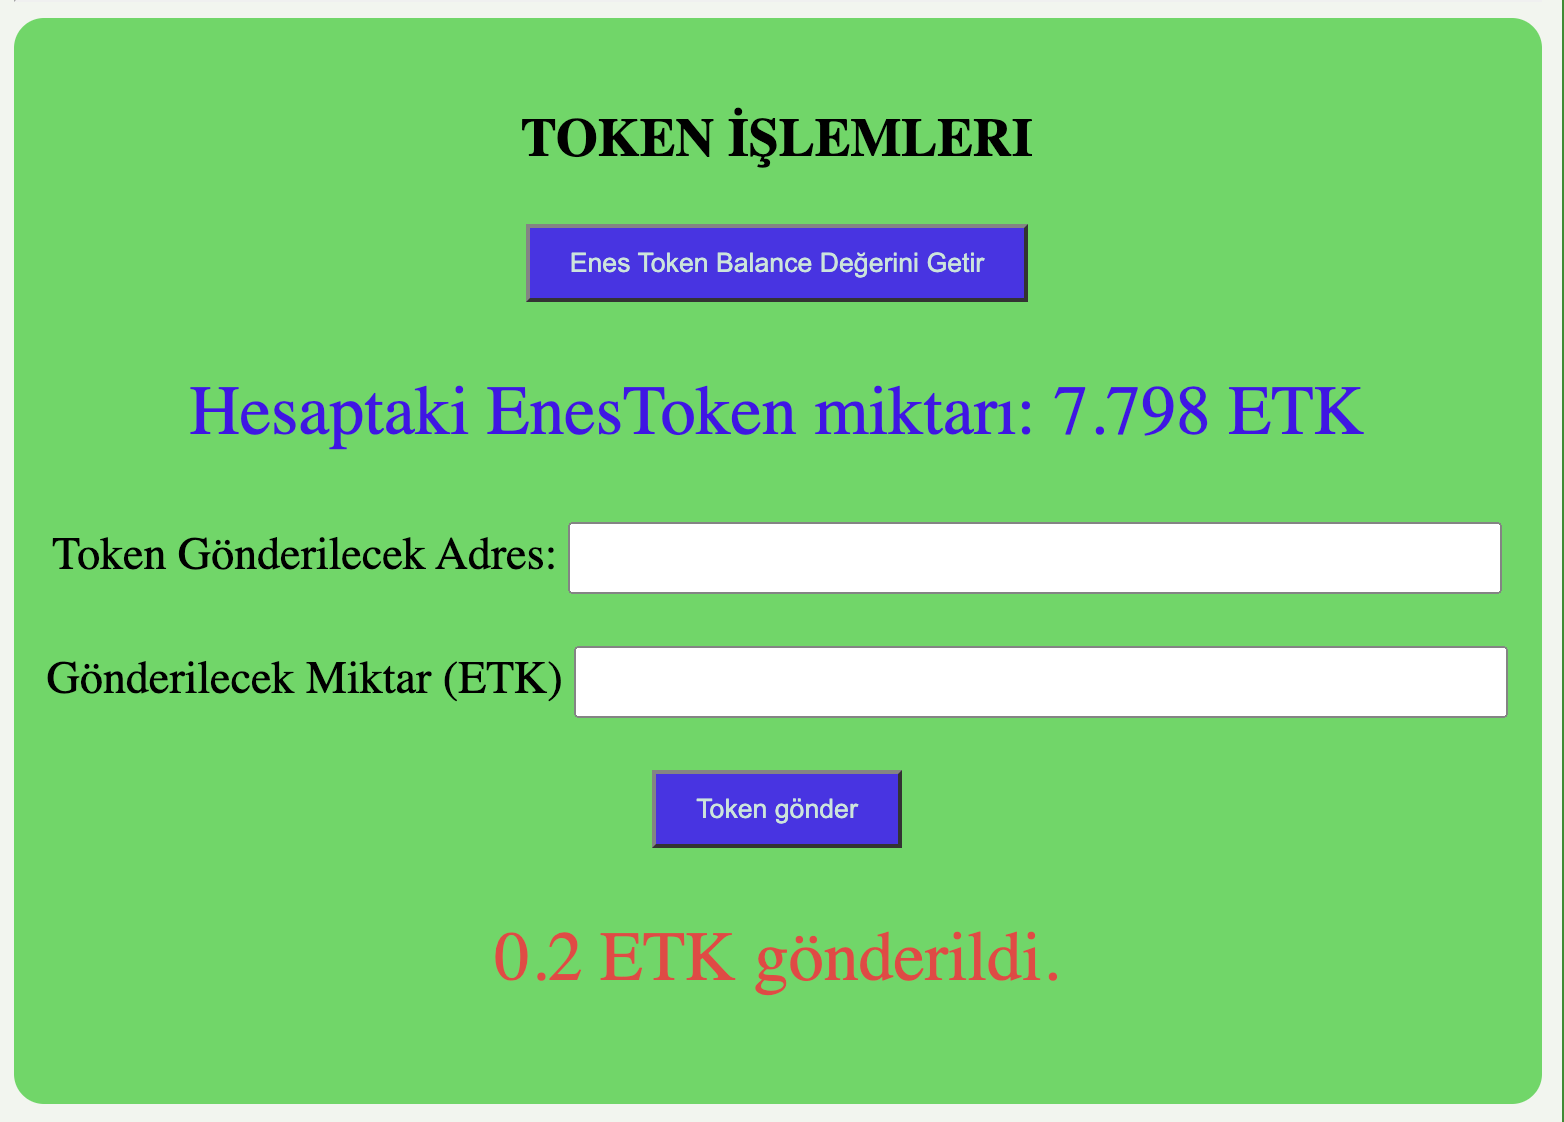 TOKEN İŞLEMLERI
Enes Token Balance Değerini Getir
Hesaptaki EnesToken miktarı: 7.798 ETK
Token Gönderilecek Adres:
Gönderilecek Miktar (ETK)
Token gönder
0.2 ETK gönderildi.